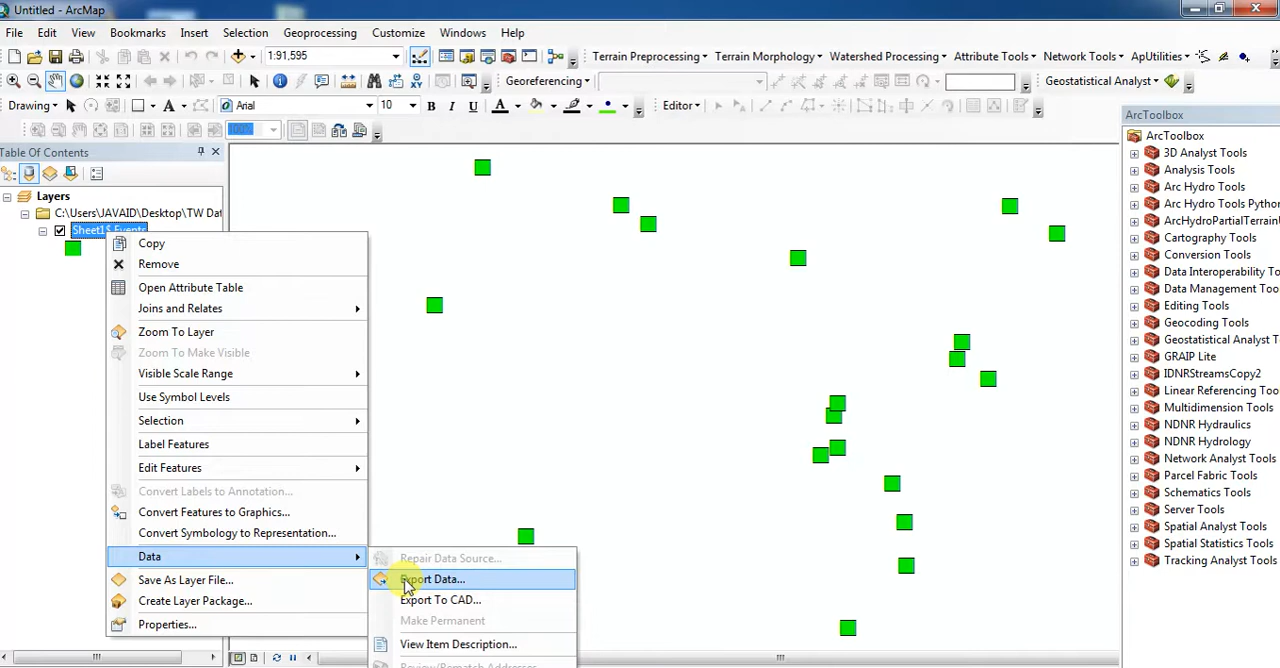 Untitled - ArcMap
File Edit View Bookmarks Insert Selection Geoprocessing Customize Windows Help
1:91,595 Terrain Preprocessing Terrain Morphology Watershed Processing Attribute Tools Network Tools ApUtilities
Georeferencing Geostatistical Analyst
Drawing A Arial 10 B I U A Editor
100%
Table Of Contents
ArcToolbox
Layers
C:\Users\JAVAID\Desktop\TW Dat
Sheet1$ Events
Copy
Remove
Open Attribute Table
Joins and Relates
Zoom To Layer
Zoom To Make Visible
Visible Scale Range
Use Symbol Levels
Selection
Label Features
Edit Features
Convert Labels to Annotation...
Convert Features to Graphics...
Convert Symbology to Representation...
Data
Save As Layer File...
Create Layer Package...
Properties...
Repair Data Source...
Export Data...
Export To CAD...
Make Permanent
View Item Description...
Review/Rematch Addresses
ArcToolbox
3D Analyst Tools
Analysis Tools
Arc Hydro Tools
Arc Hydro Tools Python
ArcHydroPartialTerrain
Cartography Tools
Conversion Tools
Data Interoperability To
Data Management Too
Editing Tools
Geocoding Tools
Geostatistical Analyst T
GRAIP Lite
IDNRStreamsCopy2
Linear Referencing Too
Multidimension Tools
NDNR Hydraulics
NDNR Hydrology
Network Analyst Tools
Parcel Fabric Tools
Schematics Tools
Server Tools
Spatial Analyst Tools
Spatial Statistics Tools
Tracking Analyst Tools